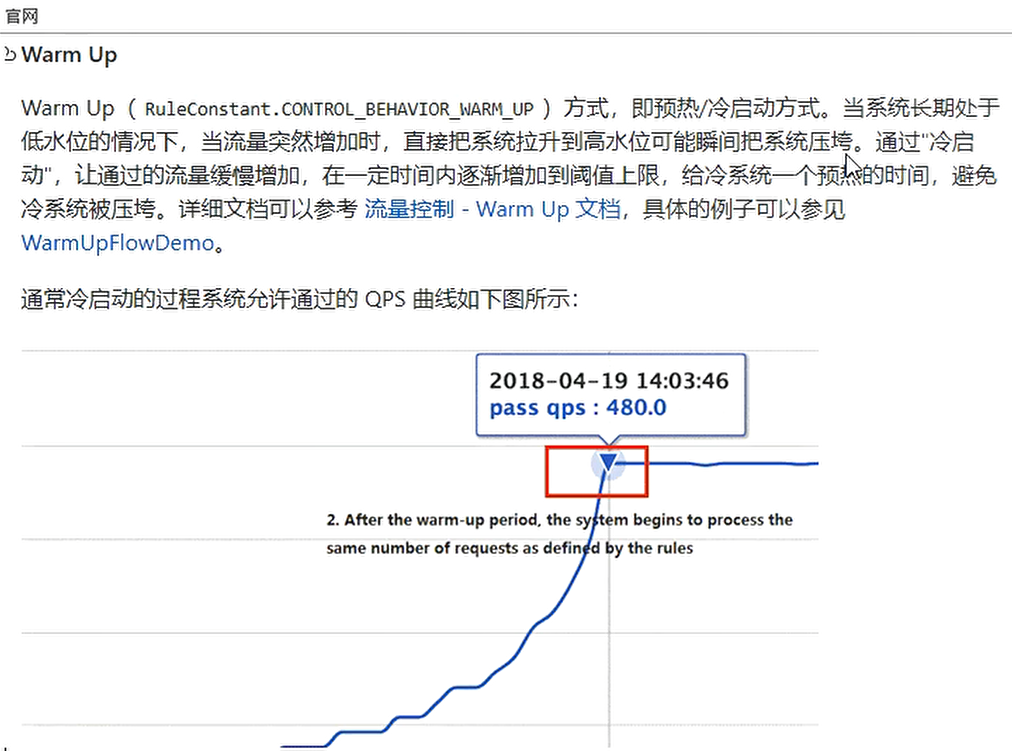 官网
Warm Up
Warm Up（ RuleConstant.CONTROL_BEHAVIOR_WARM_UP ）方式，即预热/冷启动方式。当系统长期处于
低水位的情况下，当流量突然增加时，直接把系统拉升到高水位可能瞬间把系统压垮。通过"冷启
动"，让通过的流量缓慢增加，在一定时间内逐渐增加到阈值上限，给冷系统一个预热的时间，避免
冷系统被压垮。详细文档可以参考 流量控制 - Warm Up 文档，具体的例子可以参见
WarmUpFlowDemo。
通常冷启动的过程系统允许通过的 QPS 曲线如下图所示：
2018-04-19 14:03:46
pass qps : 480.0
2. After the warm-up period, the system begins to process the
same number of requests as defined by the rules